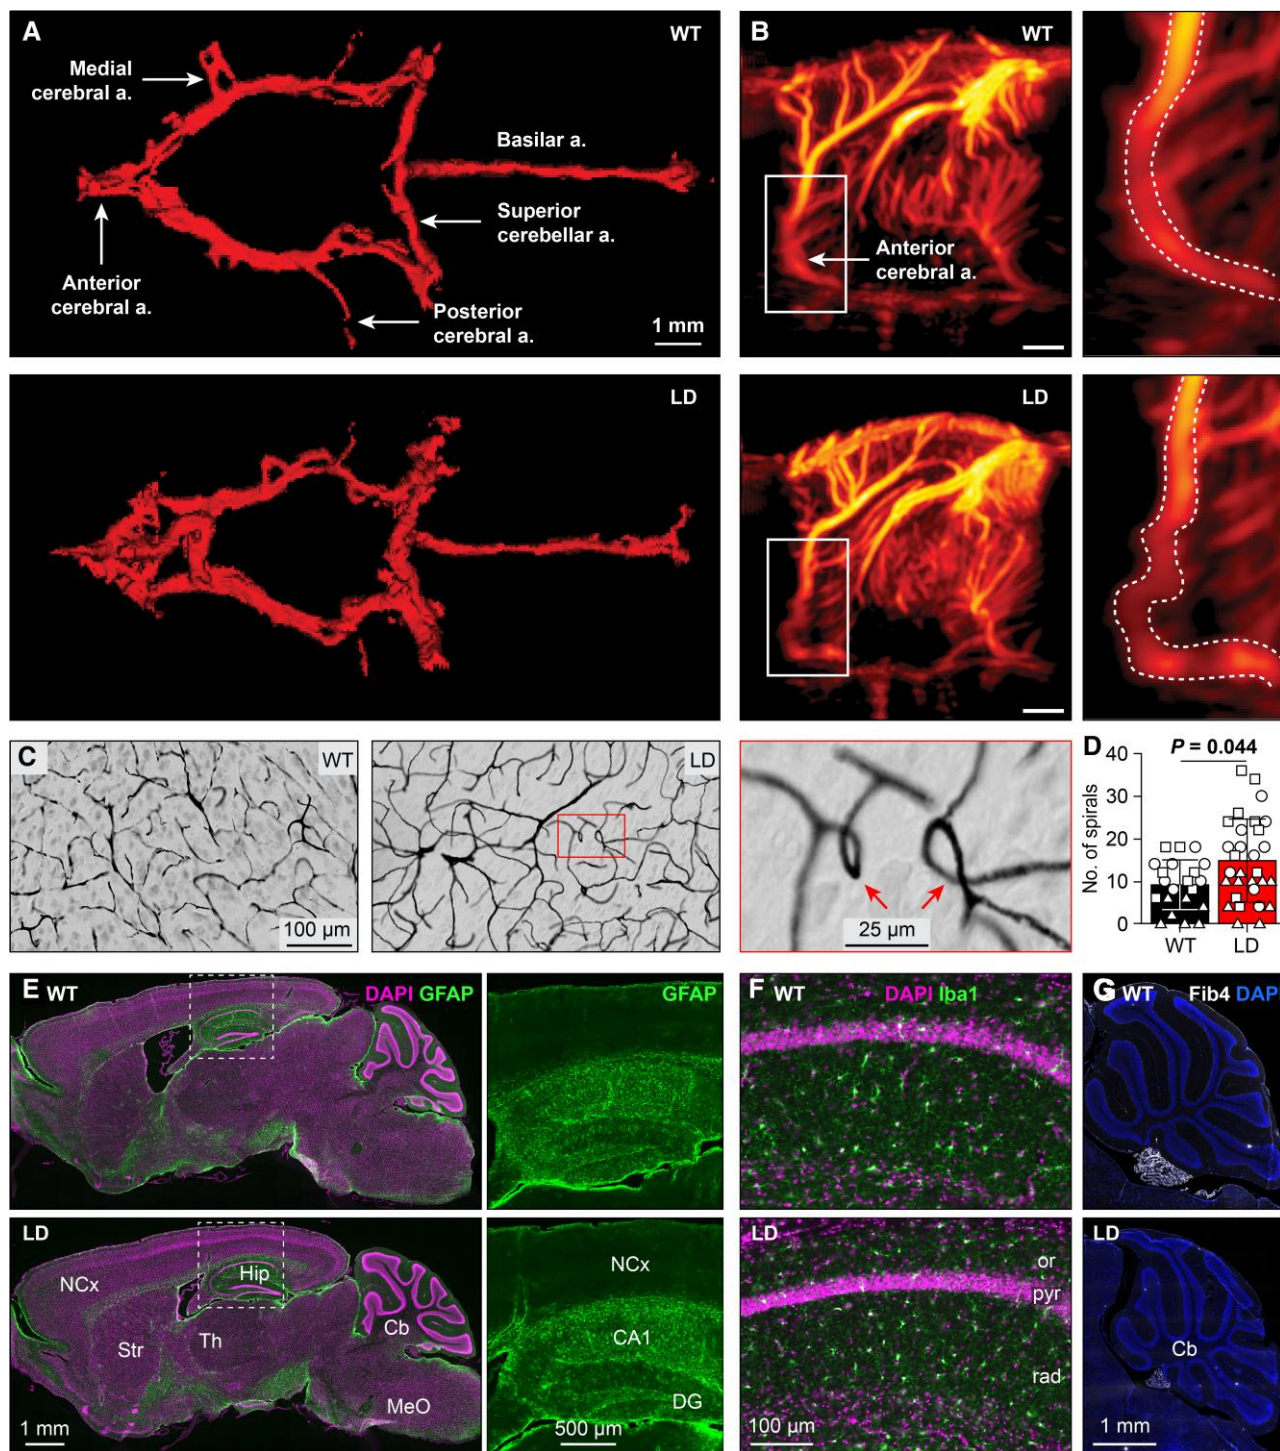 A
WT
Medial
cerebral a.
Basilar a.
Superior
cerebellar a.
Anterior
cerebral a.
Posterior
cerebral a.
1 mm
LD
B
WT
Anterior
cerebral a.
LD
C
WT
100 µm
LD
25 µm
D
P = 0.044
No. of spirals
40
30
20
10
0
WT
LD
E
WT
DAPI GFAP
GFAP
LD
NCx
Hip
Str
Th
Cb
MeO
1 mm
NCx
CA1
DG
500 µm
F
WT
DAPI Iba1
LD
or
pyr
rad
100 µm
G
WT
Fib4 DAP
LD
Cb
1 mm